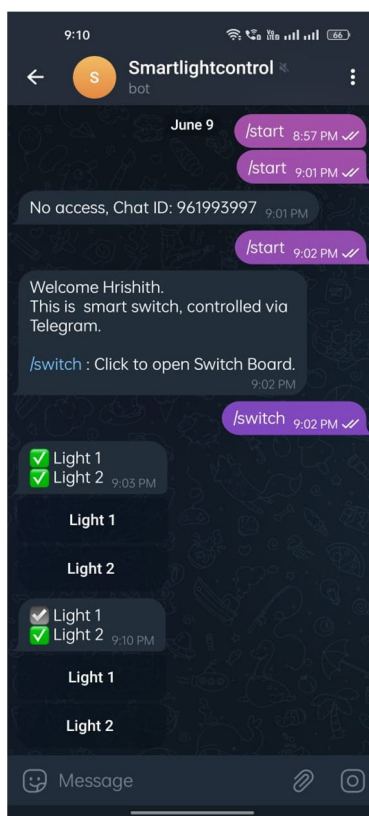 9:10
66
S
Smartlightcontrol
bot
June 9
/start 8:57 PM
/start 9:01 PM
No access, Chat ID: 961993997 9:01 PM
/start 9:02 PM
Welcome Hrishith.
This is smart switch, controlled via
Telegram.
/switch : Click to open Switch Board.
9:02 PM
/switch 9:02 PM
✅ Light 1
✅ Light 2 9:03 PM
Light 1
Light 2
☑ Light 1
✅ Light 2 9:10 PM
Light 1
Light 2
Message